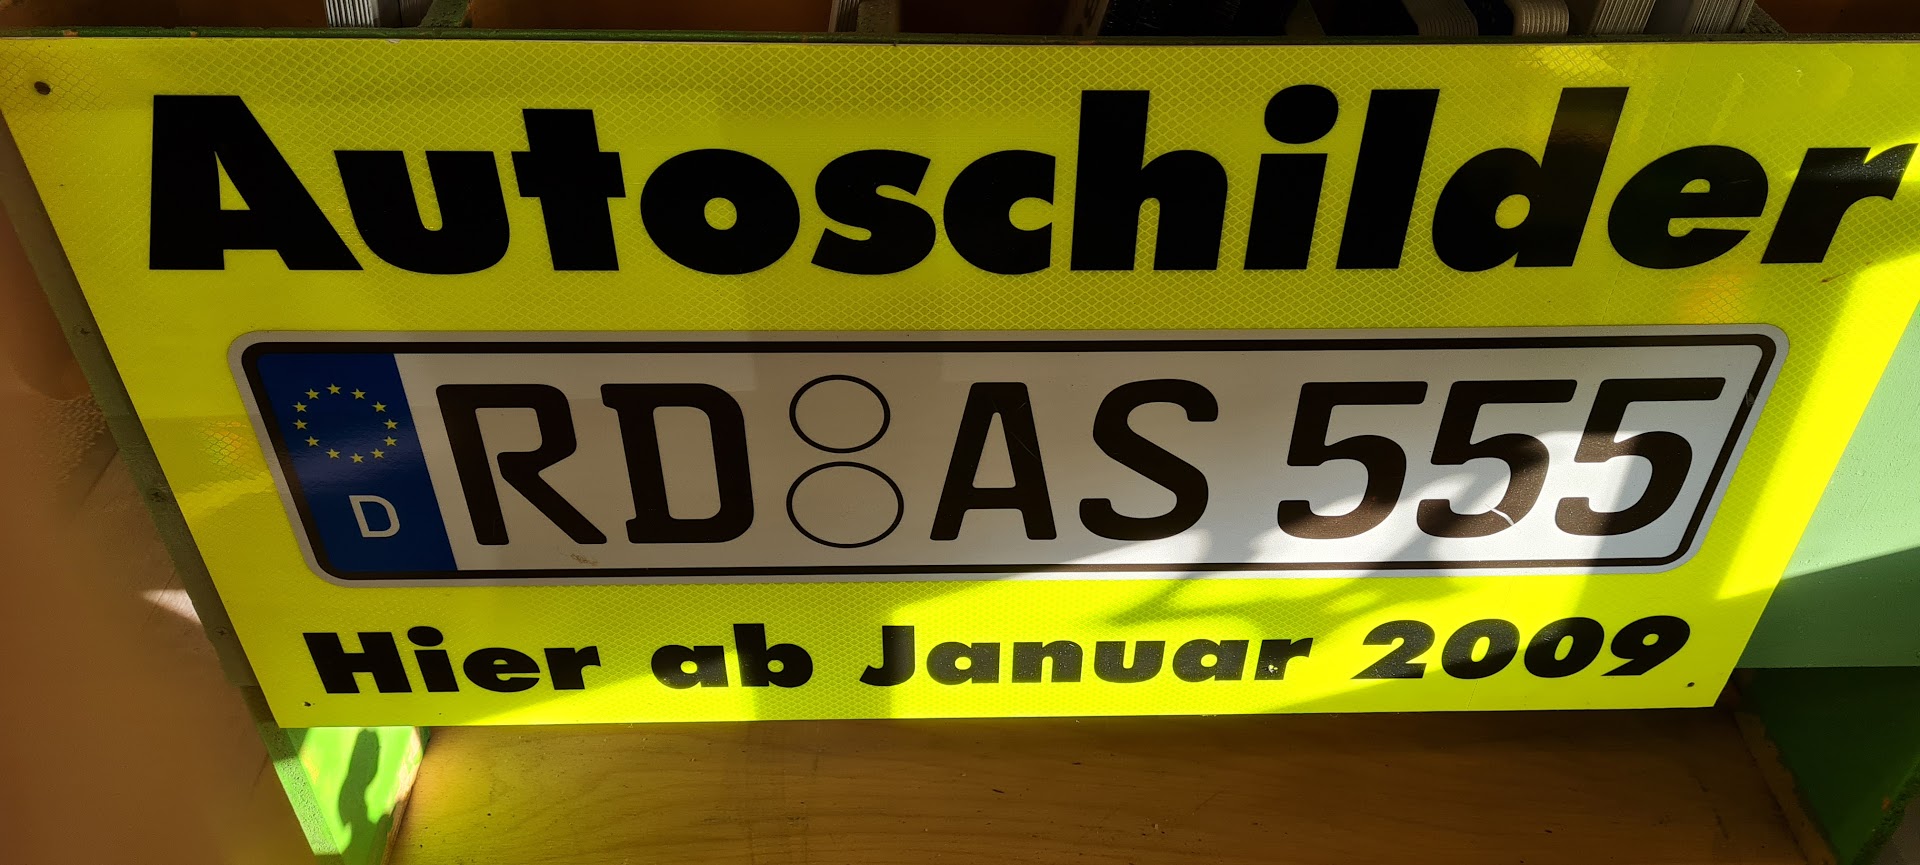 Autoschilder
D RD AS 555
Hier ab Januar 2009